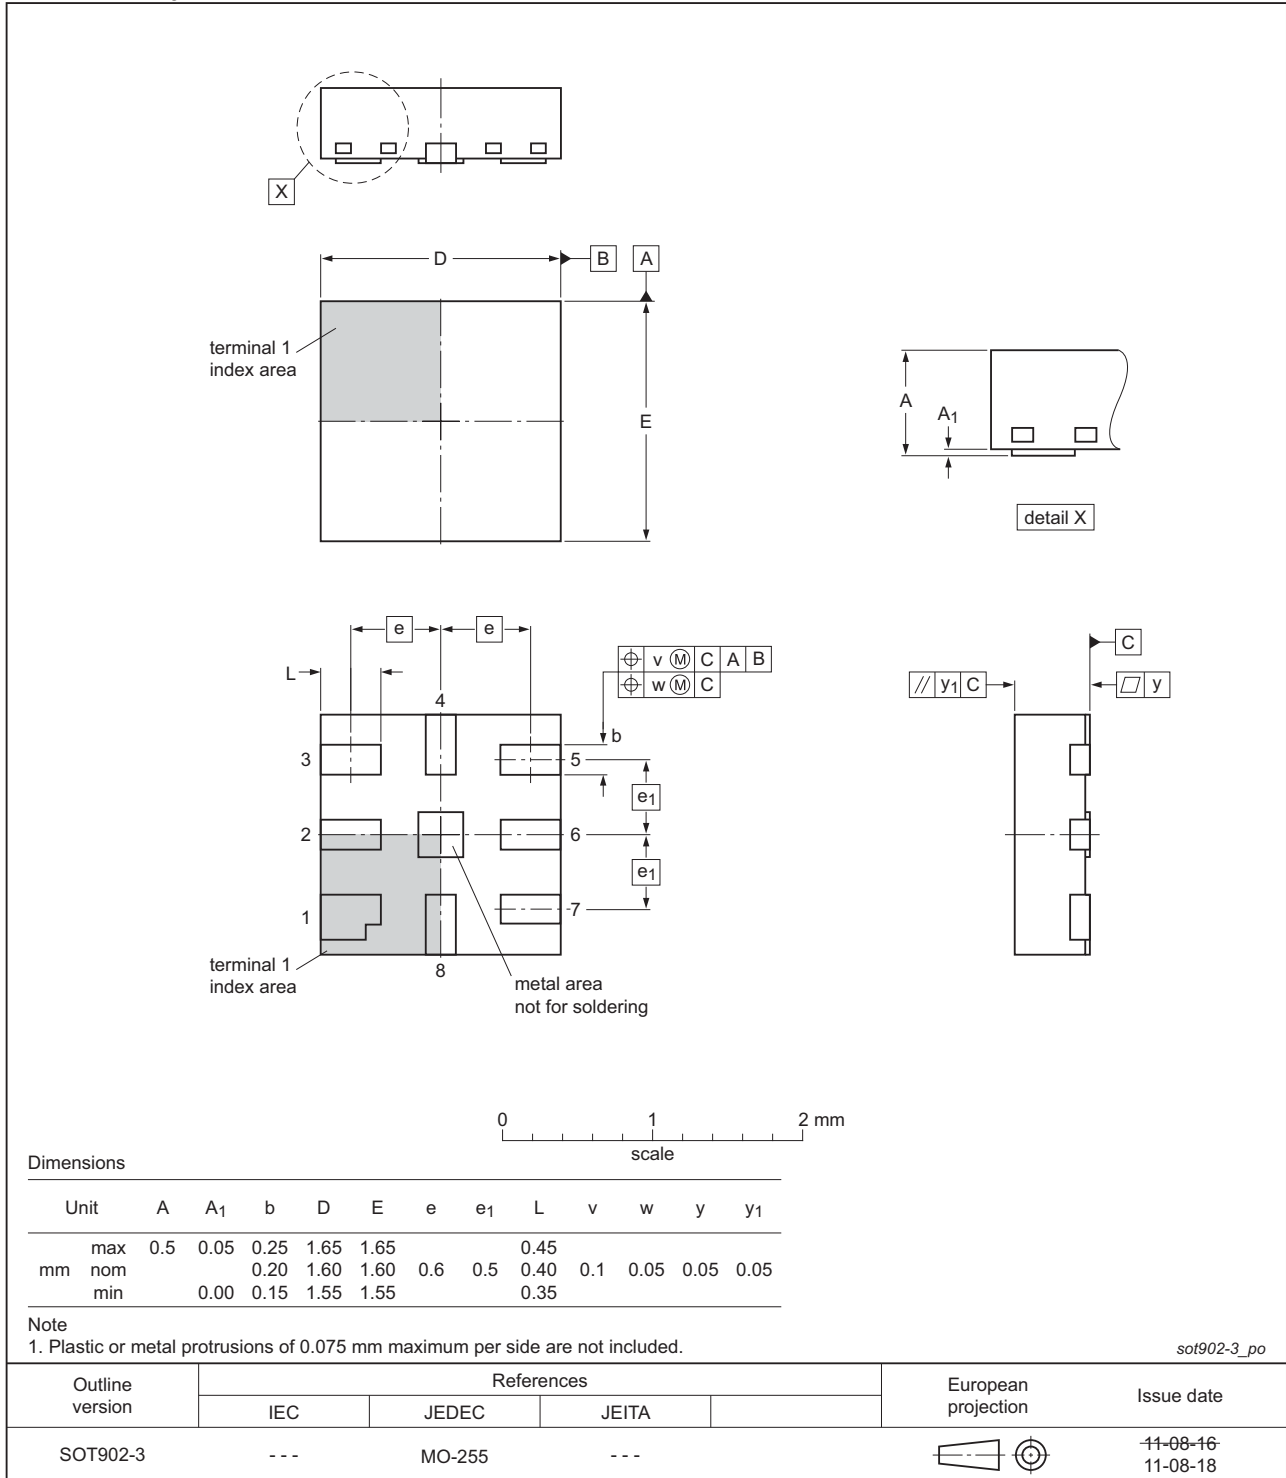 X
D
B
A
terminal 1
index area
E
A
A1
detail X
e
e
L
v M C A B
w M C
4
b
3
5
e1
2
6
e1
1
7
terminal 1
index area
8
metal area
not for soldering
C
// y1 C
y
0 1 2 mm
scale
Dimensions
Unit A A1 b D E e e1 L v w y y1
max 0.5 0.05 0.25 1.65 1.65 0.45
mm nom 0.20 1.60 1.60 0.6 0.5 0.40 0.1 0.05 0.05 0.05
min 0.00 0.15 1.55 1.55 0.35
Note
1. Plastic or metal protrusions of 0.075 mm maximum per side are not included.
sot902-3_po
Outline version
References
European projection
Issue date
IEC JEDEC JEITA
SOT902-3 - - - MO-255 - - -
11-08-16
11-08-18